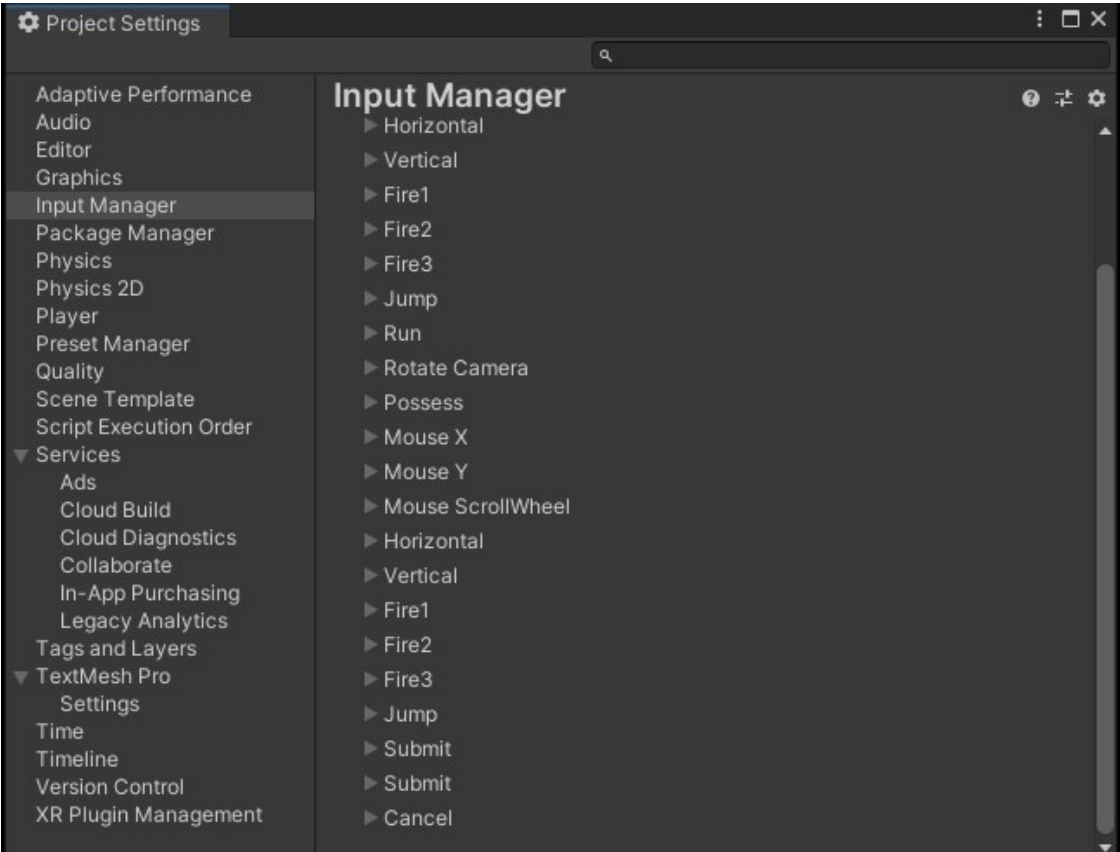 Project Settings
Adaptive Performance
Audio
Editor
Graphics
Input Manager
Package Manager
Physics
Physics 2D
Player
Preset Manager
Quality
Scene Template
Script Execution Order
Services
Ads
Cloud Build
Cloud Diagnostics
Collaborate
In-App Purchasing
Legacy Analytics
Tags and Layers
TextMesh Pro
Settings
Time
Timeline
Version Control
XR Plugin Management
Input Manager
Horizontal
Vertical
Fire1
Fire2
Fire3
Jump
Run
Rotate Camera
Possess
Mouse X
Mouse Y
Mouse ScrollWheel
Horizontal
Vertical
Fire1
Fire2
Fire3
Jump
Submit
Submit
Cancel